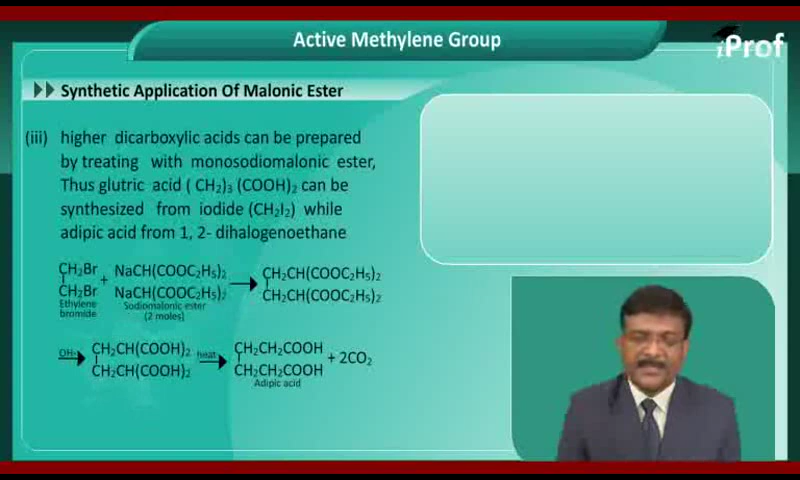 Active Methylene Group
iProf
Synthetic Application Of Malonic Ester
(iii) higher dicarboxylic acids can be prepared
by treating with monosodiomalonic ester,
Thus glutric acid ( CH₂)₃ (COOH)₂ can be
synthesized from iodide (CH₂I₂) while
adipic acid from 1, 2- dihalogenoethane
CH₂Br + NaCH(COOC₂H₅)₂ → CH₂CH(COOC₂H₅)₂
CH₂Br NaCH(COOC₂H₅)₂ CH₂CH(COOC₂H₅)₂
Ethylene bromide
Sodiomalonic ester
(2 moles)
OH⁻ → CH₂CH(COOH)₂ heat → CH₂CH₂COOH + 2CO₂
CH₂CH(COOH)₂ CH₂CH₂COOH
Adipic acid